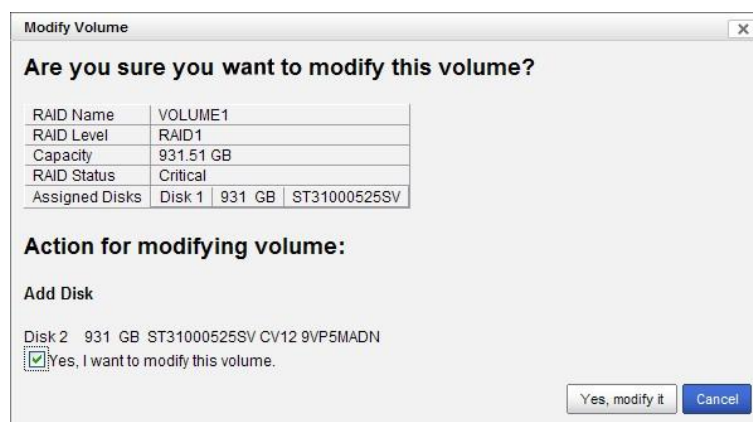 Modify Volume
Are you sure you want to modify this volume?
RAID Name VOLUME1
RAID Level RAID1
Capacity 931.51 GB
RAID Status Critical
Assigned Disks Disk 1 931 GB ST31000525SV
Action for modifying volume:
Add Disk
Disk 2 931 GB ST31000525SV CV12 9VP5MADN
Yes, I want to modify this volume.
Yes, modify it Cancel